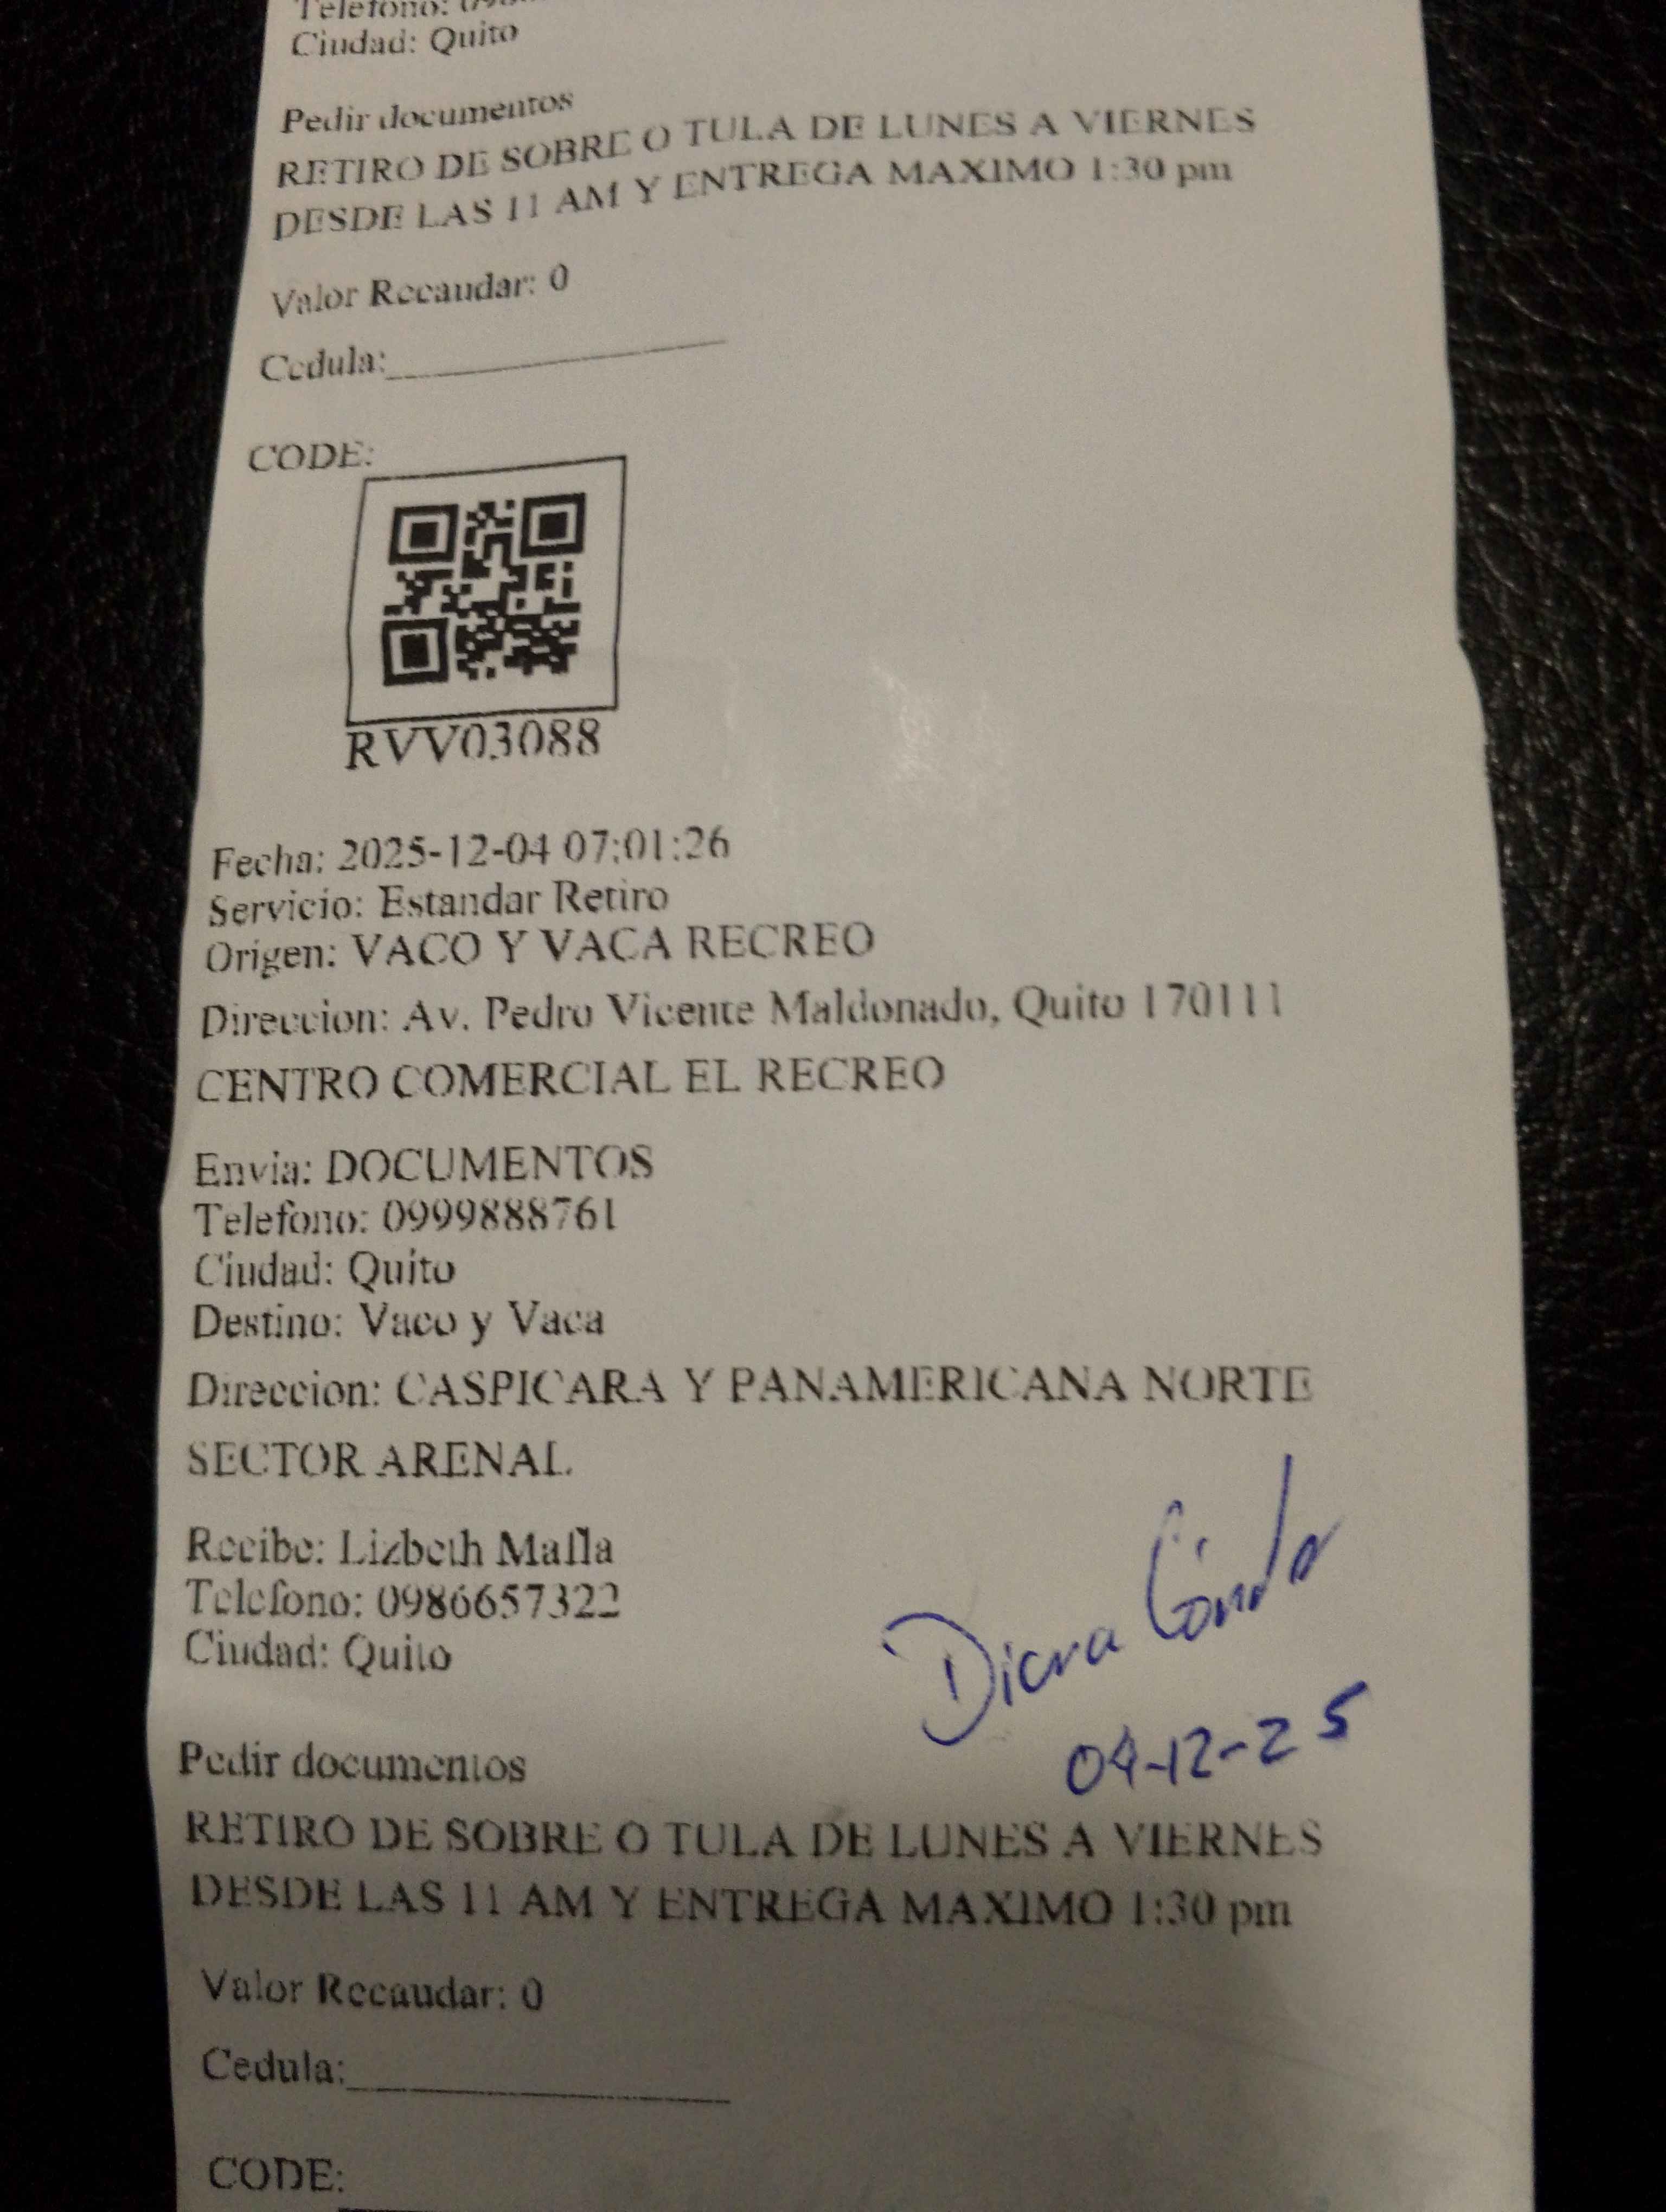 Telefono:
Ciudad: Quito
Pedir documentos
RETIRO DE SOBRE O TULA DE LUNES A VIERNES
DESDE LAS 11 AM Y ENTREGA MAXIMO 1:30 pm
Valor Recaudar: 0
Cedula:
CODE:
RVV03088
Fecha: 2025-12-04 07:01:26
Servicio: Estandar Retiro
Origen: VACO Y VACA RECREO
Direccion: Av. Pedro Vicente Maldonado, Quito 170111
CENTRO COMERCIAL EL RECREO
Envia: DOCUMENTOS
Telefono: 0999888761
Ciudad: Quito
Destino: Vaco y Vaca
Direccion: CASPICARA Y PANAMERICANA NORTE
SECTOR ARENAL
Recibe: Lizbeth Mafla
Telefono: 0986657322
Ciudad: Quito
Diana
04-12-25
Pedir documentos
RETIRO DE SOBRE O TULA DE LUNES A VIERNES
DESDE LAS 11 AM Y ENTREGA MAXIMO 1:30 pm
Valor Recaudar: 0
Cedula:
CODE: